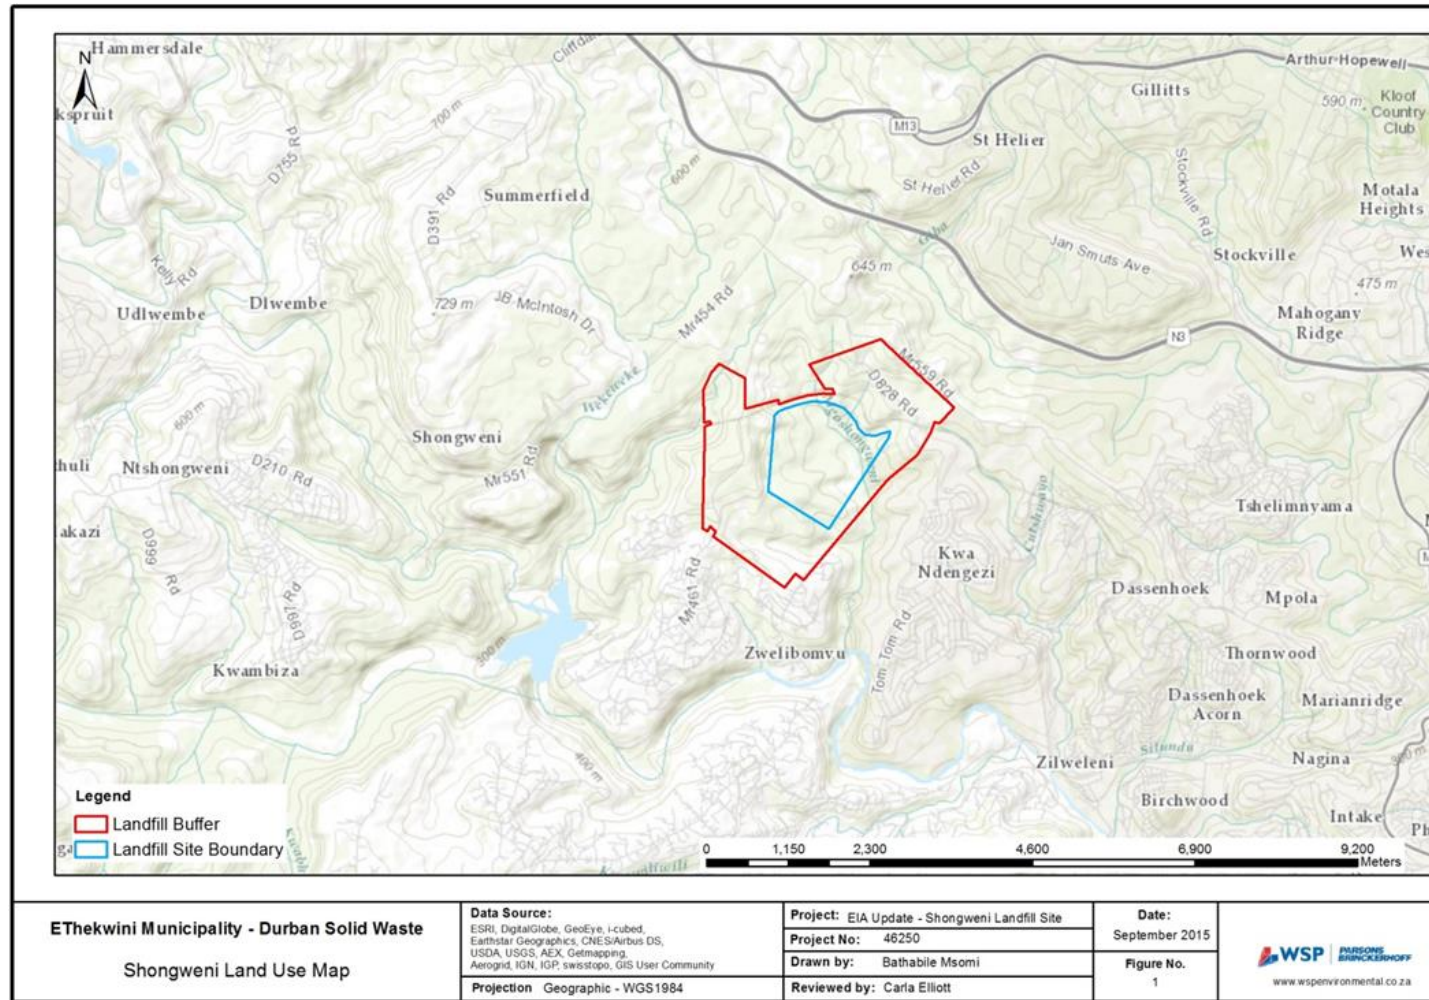 Hammersdale
N
kspruit
D755 Rd
700 m
Cliffdal
Arthur Hopewell
Gillitts
590 m
Kloof
Country
Club
M13
St Helier
600 m
St Helier Rd
Stockville Rd
Motala
Heights
Summerfield
D391 Rd
Giba
Jan Smuts Ave
Stockville
Wes
Kelly Rd
645 m
475 m
Udlwembe
Dlwembe
729 m
JB McIntosh Dr
Mr454 Rd
Mahogany
Ridge
N3
Mr559 Rd
D828 Rd
Wekeweke
600 m
Shongweni
thuli
Ntshongweni
D210 Rd
Mr551 Rd
Tshelimnyama
akazi
D999 Rd
Kwa
Ndengezi
Dassenhoek
Mpola
D997 Rd
Mr461 Rd
Tom Tom Rd
300 m
Zwelibomvu
Thornwood
Kwambiza
Dassenhoek
Acorn
Marianridge
400 m
Zilweleni
Nagina
Birchwood
Intake
Ph
Legend
Landfill Buffer
Landfill Site Boundary
0 1,150 2,300 4,600 6,900 9,200
Meters
EThekwini Municipality - Durban Solid Waste
Shongweni Land Use Map
Data Source:
ESRI, DigitalGlobe, GeoEye, i-cubed,
Earthstar Geographics, CNES/Airbus DS,
USDA, USGS, AEX, Getmapping,
Aerogrid, IGN, IGP, swisstopo, GIS User Community
Projection Geographic - WGS1984
Project: EIA Update - Shongweni Landfill Site
Project No: 46250
Drawn by: Bathabile Msomi
Reviewed by: Carla Elliott
Date:
September 2015
Figure No.
1
WSP PARSONS
BRINCKERHOFF
www.wspenvironmental.co.za